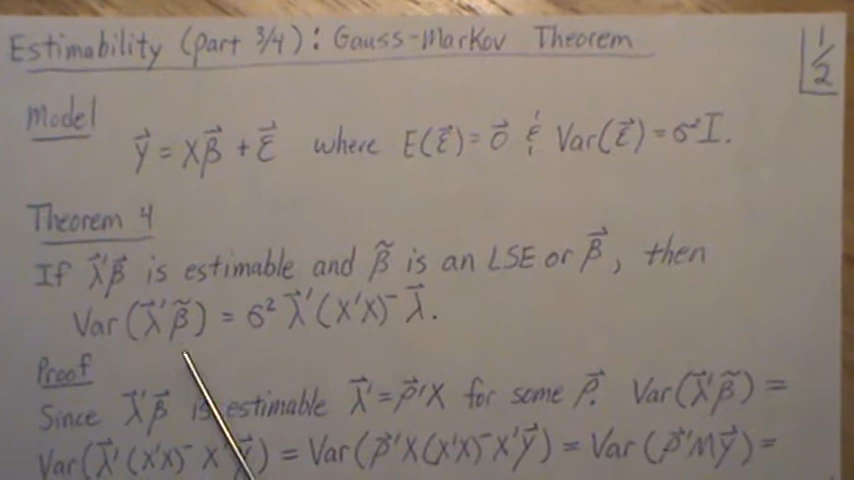 Estimability (part 3/4): Gauss-Markov Theorem
1/2
Model
y⃗ = Xβ⃗ + ε⃗ where E(ε⃗) = 0⃗ & Var(ε⃗) = σ²I.
Theorem 4
If λ⃗'β⃗ is estimable and β̃ is an LSE or β⃗, then
Var(λ⃗'β̃) = σ² λ⃗'(X'X)⁻ λ⃗.
Proof
Since λ⃗'β⃗ is estimable λ⃗' = ρ⃗'X for some ρ⃗. Var(λ⃗'β̃) =
Var(λ⃗'(X'X)⁻ X'y⃗) = Var(ρ⃗'X(X'X)⁻X'y⃗) = Var(ρ⃗'My⃗) =